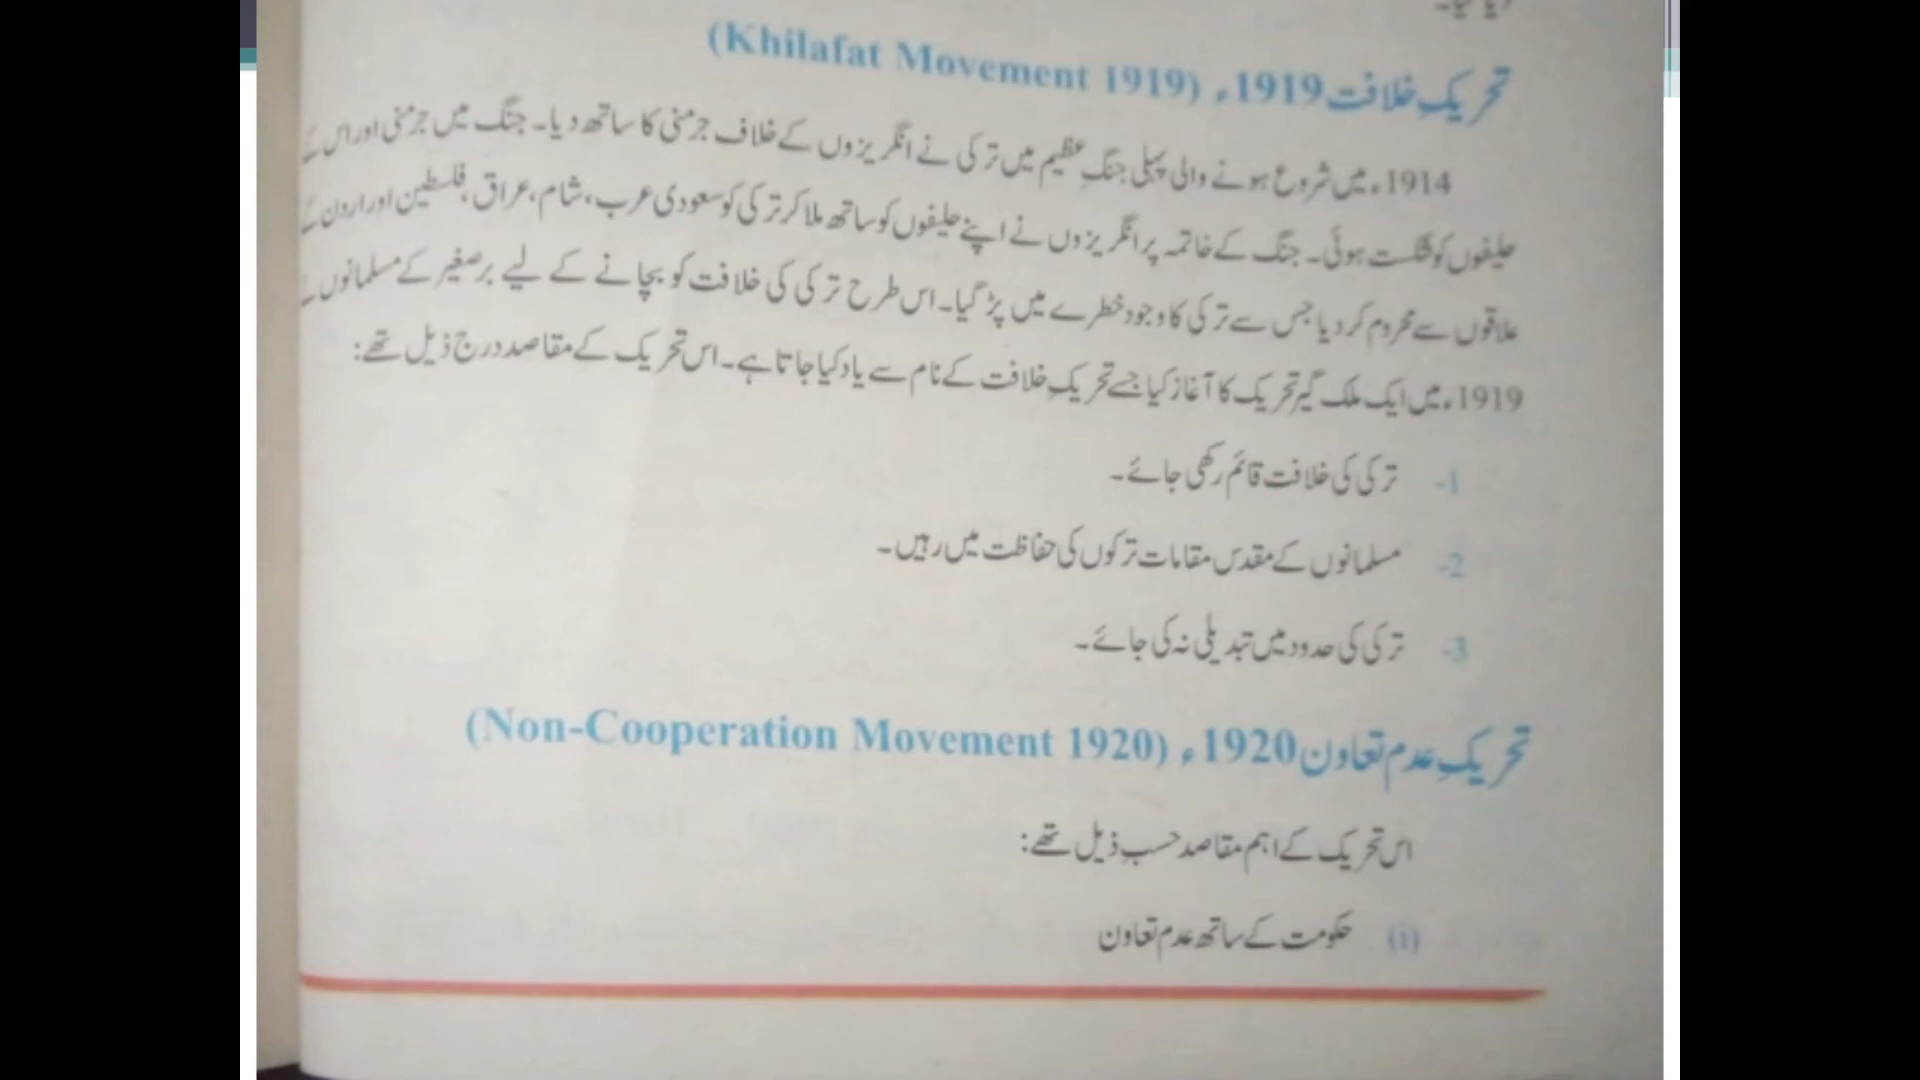 تحریکِ خلافت 1919ء (Khilafat Movement 1919)
1914ء میں شروع ہونے والی پہلی جنگِ عظیم میں ترکی نے انگریزوں کے خلاف جرمنی کا ساتھ دیا۔ جنگ میں جرمنی اور اس کے
حلیفوں کو شکست ہوئی۔ جنگ کے خاتمہ پر انگریزوں نے اپنے حلیفوں کو ساتھ ملا کر ترکی کو سعودی عرب، شام، عراق، فلسطین اور اردن کے
علاقوں سے محروم کر دیا جس سے ترکی کا وجود خطرے میں پڑ گیا۔ اس طرح ترکی کی خلافت کو بچانے کے لیے برصغیر کے مسلمانوں نے
1919ء میں ایک ملک گیر تحریک کا آغاز کیا جسے تحریکِ خلافت کے نام سے یاد کیا جاتا ہے۔ اس تحریک کے مقاصد درج ذیل تھے:
1- ترکی کی خلافت قائم رکھی جائے۔
2- مسلمانوں کے مقدس مقامات ترکوں کی حفاظت میں رہیں۔
3- ترکی کی حدود میں تبدیلی نہ کی جائے۔
تحریکِ عدم تعاون 1920ء (Non-Cooperation Movement 1920)
اس تحریک کے اہم مقاصد حسبِ ذیل تھے:
(i) حکومت کے ساتھ عدم تعاون